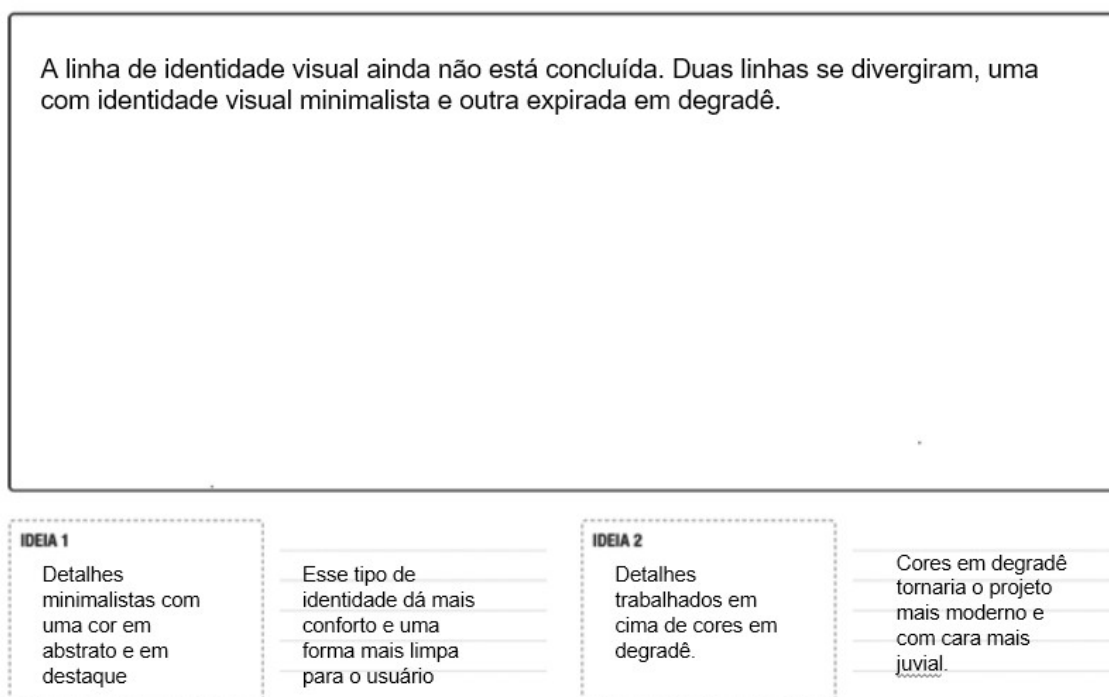 A linha de identidade visual ainda não está concluída. Duas linhas se divergiram, uma
com identidade visual minimalista e outra expirada em degradê.
IDEIA 1
Detalhes
minimalistas com
uma cor em
abstrato e em
destaque
Esse tipo de
identidade dá mais
conforto e uma
forma mais limpa
para o usuário
IDEIA 2
Detalhes
trabalhados em
cima de cores em
degradê.
Cores em degradê
tornaria o projeto
mais moderno e
com cara mais
juvial.